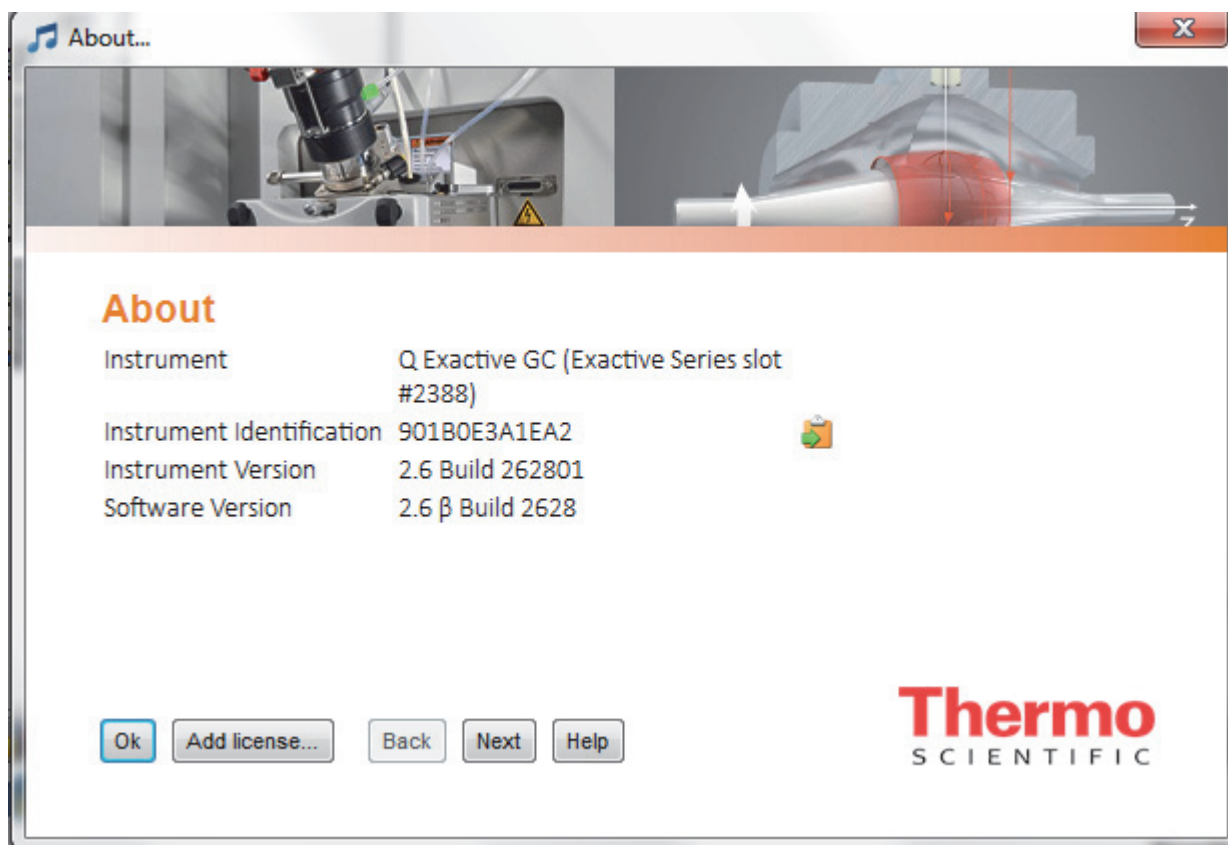 About...
z
About
Instrument Q Exactive GC (Exactive Series slot
#2388)
Instrument Identification 901B0E3A1EA2
Instrument Version 2.6 Build 262801
Software Version 2.6 β Build 2628
Ok Add license... Back Next Help
Thermo
SCIENTIFIC